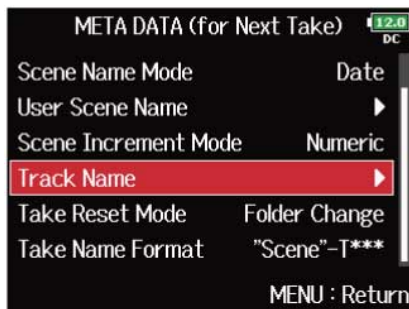 META DATA (for Next Take) 12.0
DC
Scene Name Mode Date
User Scene Name
Scene Increment Mode Numeric
Track Name
Take Reset Mode Folder Change
Take Name Format "Scene"-T***
MENU : Return